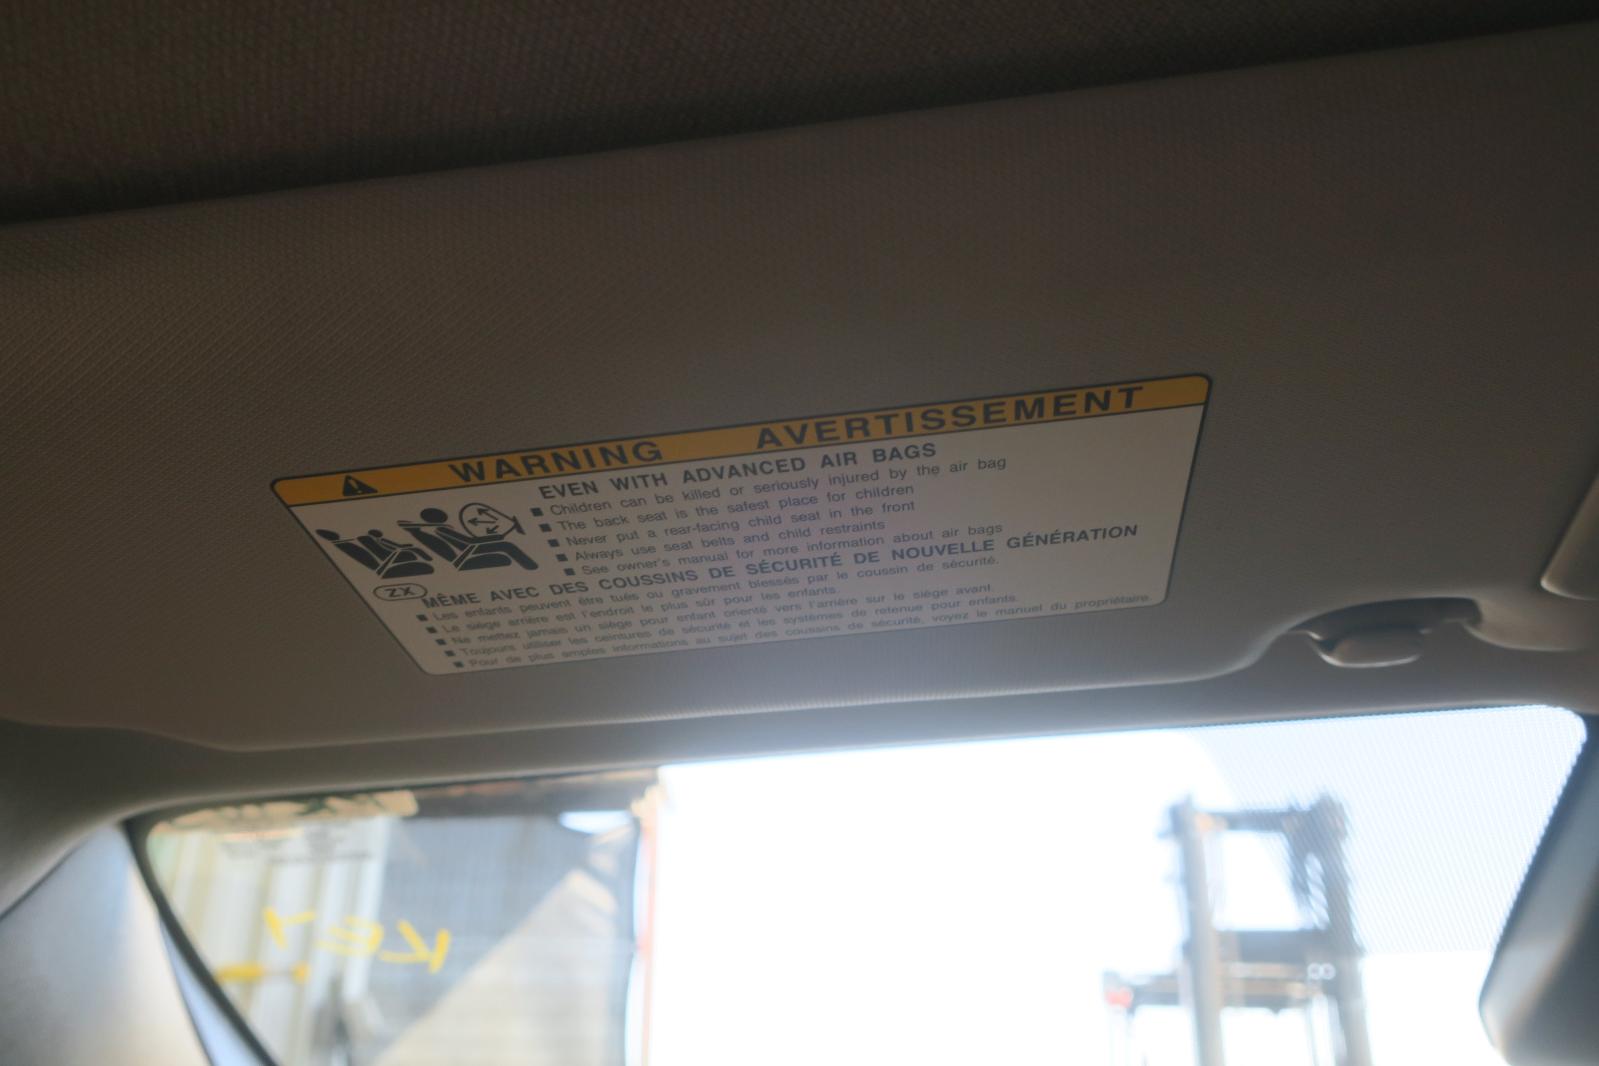 WARNING AVERTISSEMENT
EVEN WITH ADVANCED AIR BAGS
■ Children can be killed or seriously injured by the air bag
■ The back seat is the safest place for children
■ Never put a rear-facing child seat in the front
■ Always use seat belts and child restraints
■ See owner's manual for more information about air bags
ZX
MÊME AVEC DES COUSSINS DE SÉCURITÉ DE NOUVELLE GÉNÉRATION
■ Les enfants peuvent être tués ou gravement blessés par le coussin de sécurité.
■ Le siège arrière est l'endroit le plus sûr pour les enfants.
■ Ne mettez jamais un siège pour enfant orienté vers l'arrière sur le siège avant.
■ Toujours utiliser les ceintures de sécurité et les systèmes de retenue pour enfants.
■ Pour de plus amples informations au sujet des coussins de sécurité, voyez le manuel du propriétaire.
KEY